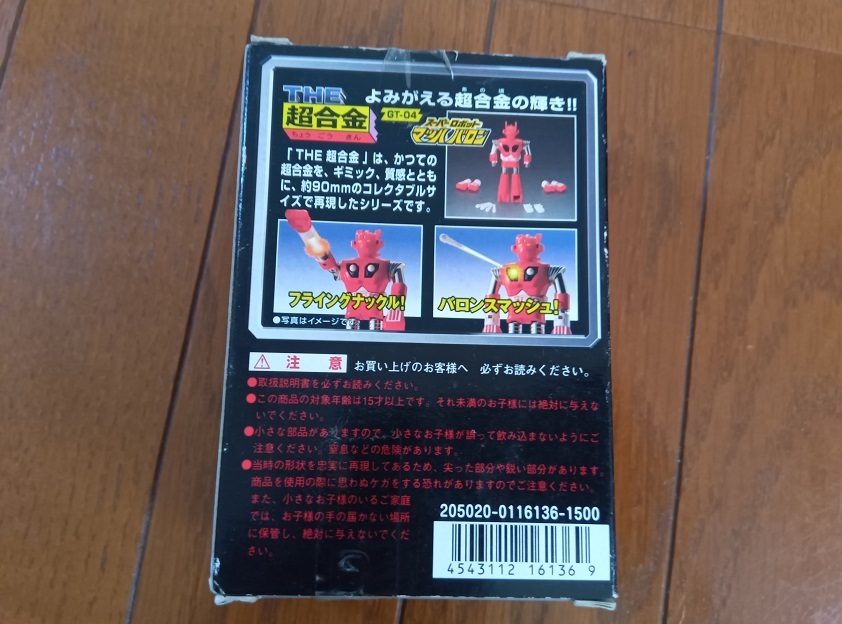 THE
超合金
ちょう ごう きん
よみがえる超合金の輝き!!
あの頃
GT-04
スーパーロボット
マッハバロン
「THE 超合金」は、かつての
超合金を、ギミック、質感ととも
に、約90mmのコレクタブルサ
イズで再現したシリーズです。
フライングナックル!
バロンスマッシュ!
●写真はイメージです
注 意
お買い上げのお客様へ 必ずお読みください。
●取扱説明書を必ずお読みください。
●この商品の対象年齢は15才以上です。それ未満のお子様には絶対に与えな
いでください。
●小さな部品がありますので、小さなお子様が誤って飲み込まないようにご
注意ください。窒息などの危険があります。
●当時の形状を忠実に再現してあるため、尖った部分や鋭い部分があります。
商品を使用の際に思わぬケガをする恐れがありますのでご注意ください。
また、小さなお子様のいるご家庭
では、お子様の手の届かない場所
に保管し、絶対に与えないでくだ
さい。
205020-0116136-1500
4543112 161369